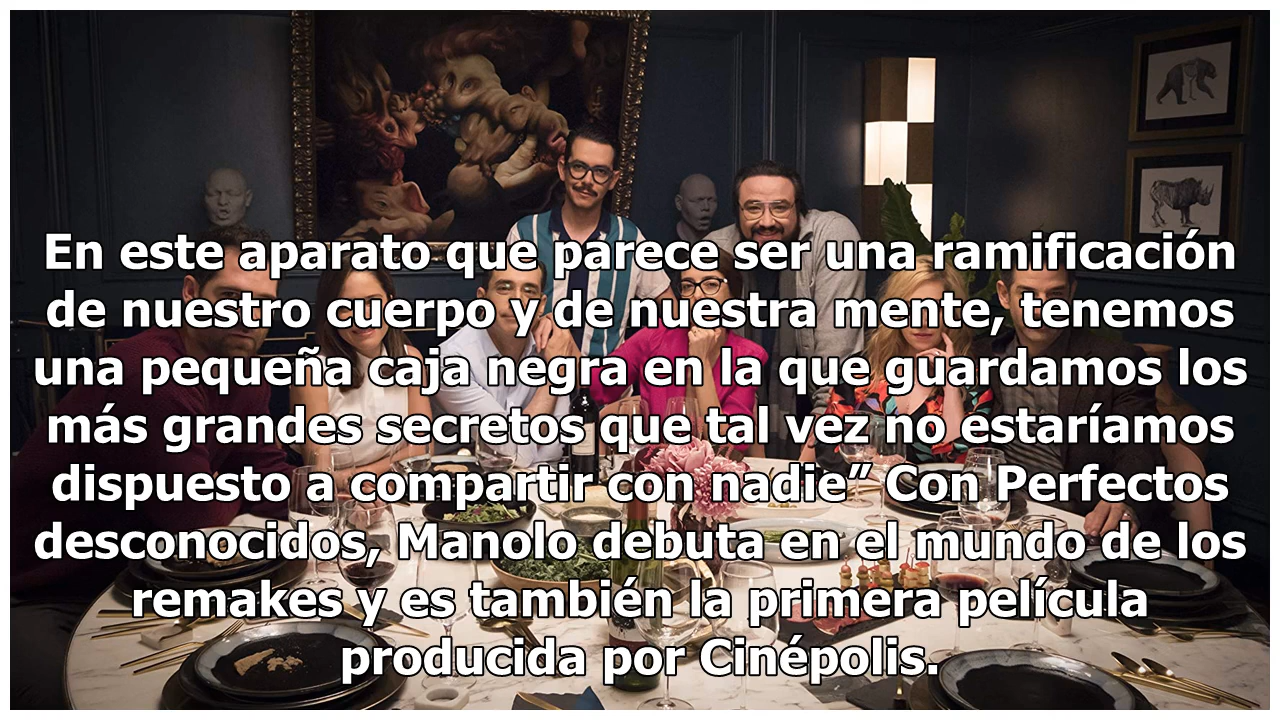 En este aparato que parece ser una ramificación
de nuestro cuerpo y de nuestra mente, tenemos
una pequeña caja negra en la que guardamos los
más grandes secretos que tal vez no estaríamos
dispuesto a compartir con nadie” Con Perfectos
desconocidos, Manolo debuta en el mundo de los
remakes y es también la primera película
producida por Cinépolis.